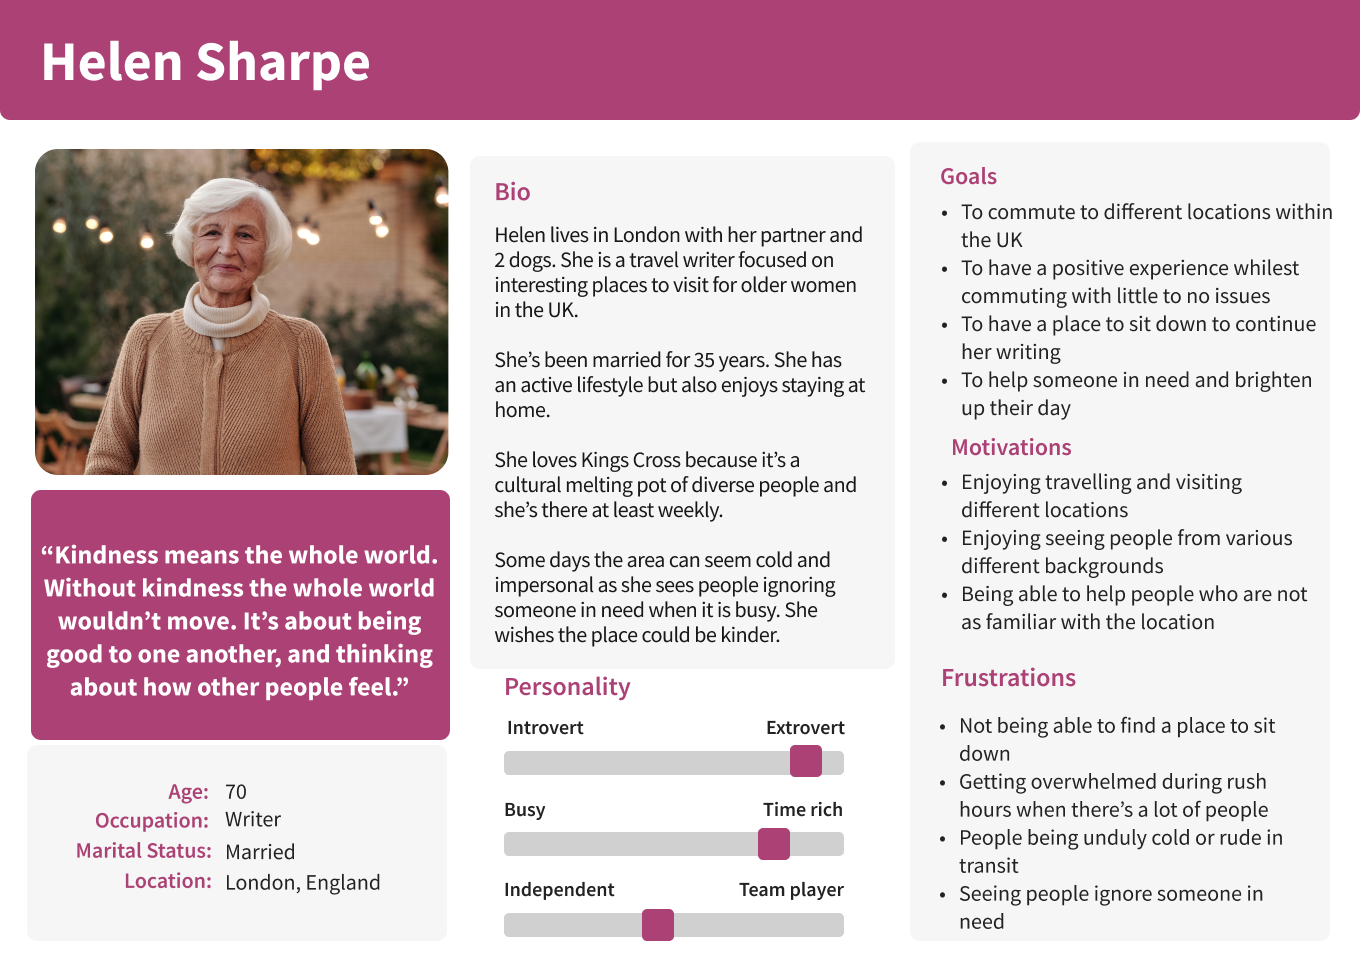 Helen Sharpe
“Kindness means the whole world.
Without kindness the whole world
wouldn’t move. It’s about being
good to one another, and thinking
about how other people feel.”
Age: 70
Occupation: Writer
Marital Status: Married
Location: London, England
Bio
Helen lives in London with her partner and
2 dogs. She is a travel writer focused on
interesting places to visit for older women
in the UK.
She’s been married for 35 years. She has
an active lifestyle but also enjoys staying at
home.
She loves Kings Cross because it’s a
cultural melting pot of diverse people and
she’s there at least weekly.
Some days the area can seem cold and
impersonal as she sees people ignoring
someone in need when it is busy. She
wishes the place could be kinder.
Personality
Introvert Extrovert
Busy Time rich
Independent Team player
Goals
• To commute to different locations within
the UK
• To have a positive experience whilest
commuting with little to no issues
• To have a place to sit down to continue
her writing
• To help someone in need and brighten
up their day
Motivations
• Enjoying travelling and visiting
different locations
• Enjoying seeing people from various
different backgrounds
• Being able to help people who are not
as familiar with the location
Frustrations
• Not being able to find a place to sit
down
• Getting overwhelmed during rush
hours when there’s a lot of people
• People being unduly cold or rude in
transit
• Seeing people ignore someone in
need